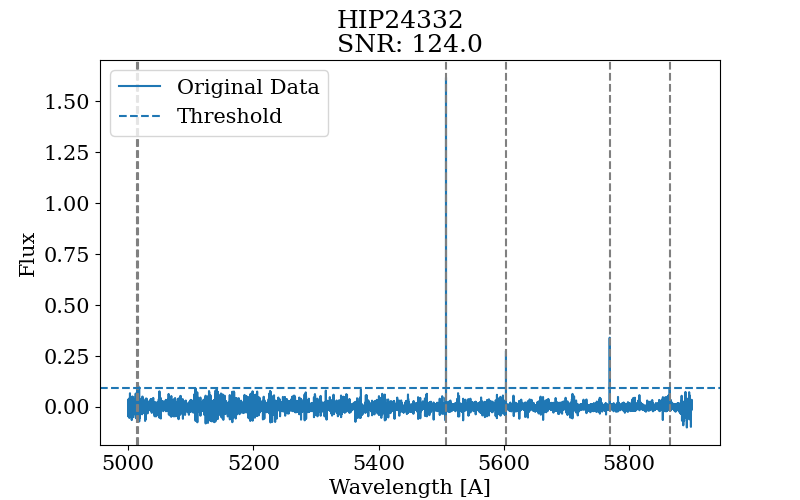 HIP24332
SNR: 124.0
Original Data
Threshold
Flux
1.50
1.25
1.00
0.75
0.50
0.25
0.00
5000 5200 5400 5600 5800
Wavelength [A]